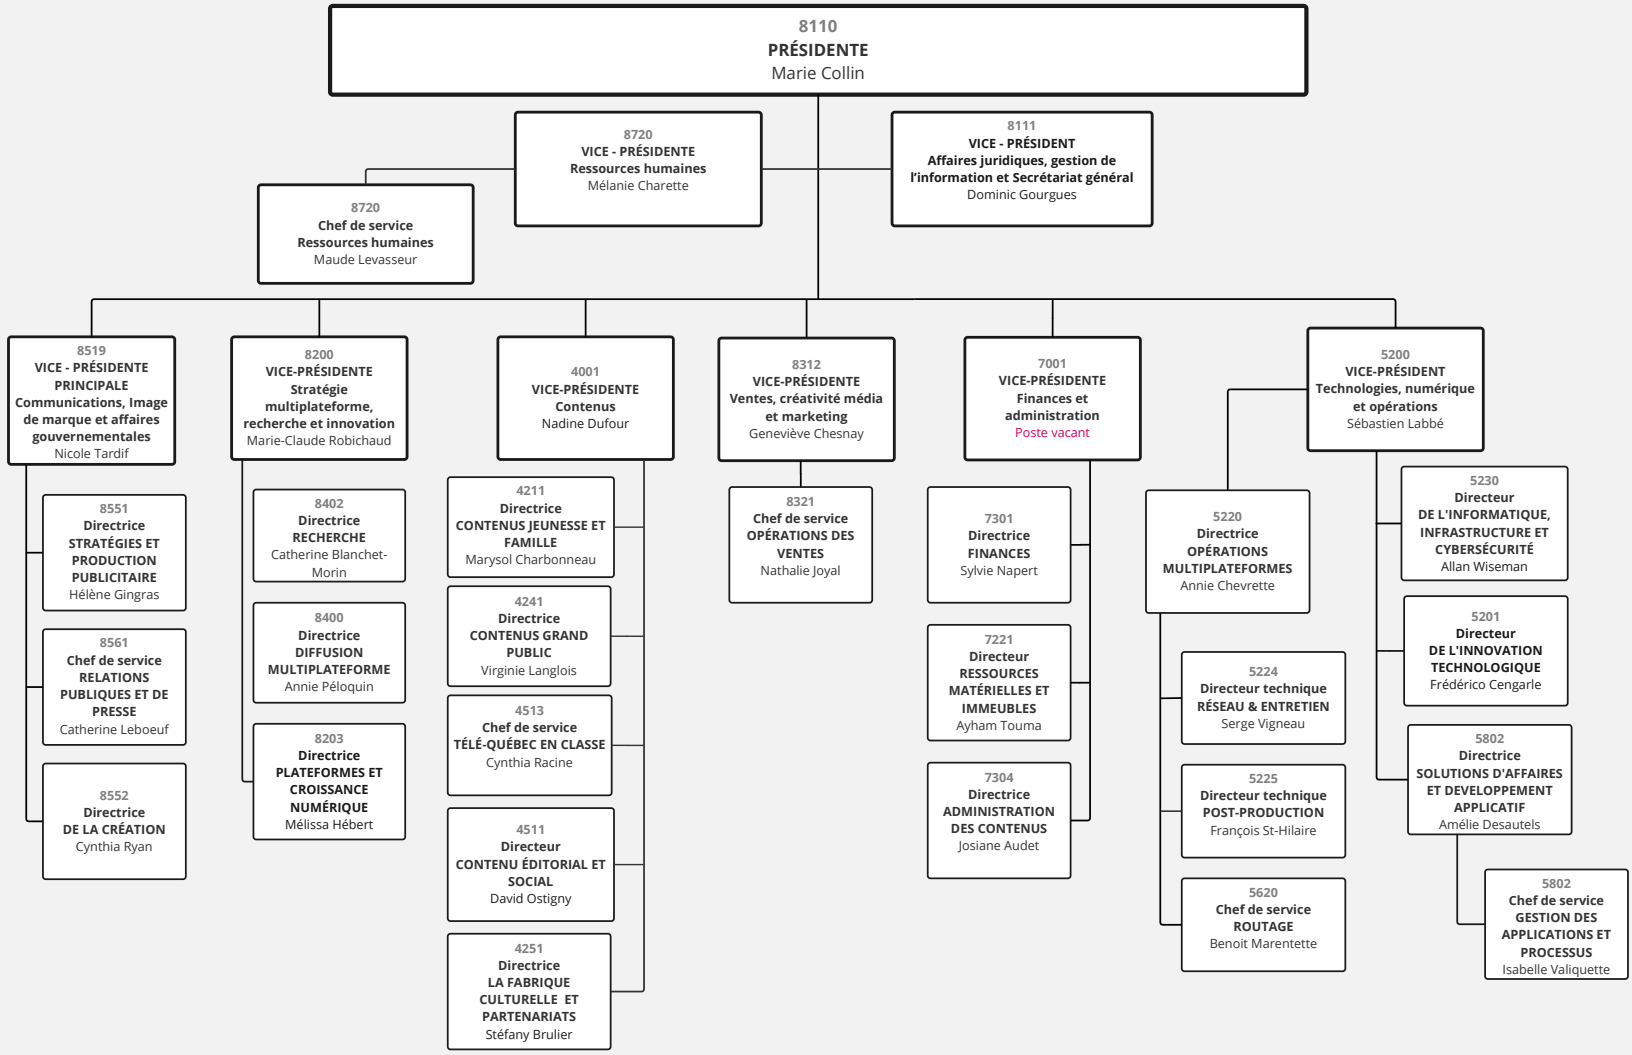 8110
PRÉSIDENTE
Marie Collin
8720
VICE - PRÉSIDENTE
Ressources humaines
Mélanie Charette
8111
VICE - PRÉSIDENT
Affaires juridiques, gestion de
l'information et Secrétariat général
Dominic Gourgues
8720
Chef de service
Ressources humaines
Maude Levasseur
8519
VICE - PRÉSIDENTE
PRINCIPALE
Communications, Image
de marque et affaires
gouvernementales
Nicole Tardif
8551
Directrice
STRATÉGIES ET
PRODUCTION
PUBLICITAIRE
Hélène Gingras
8561
Chef de service
RELATIONS
PUBLIQUES ET DE
PRESSE
Catherine Leboeuf
8552
Directrice
DE LA CRÉATION
Cynthia Ryan
8200
VICE-PRÉSIDENTE
Stratégie
multiplateforme,
recherche et innovation
Marie-Claude Robichaud
8402
Directrice
RECHERCHE
Catherine Blanchet-
Morin
8400
Directrice
DIFFUSION
MULTIPLATEFORME
Annie Péloquin
8203
Directrice
PLATEFORMES ET
CROISSANCE
NUMÉRIQUE
Mélissa Hébert
4001
VICE-PRÉSIDENTE
Contenus
Nadine Dufour
4211
Directrice
CONTENUS JEUNESSE ET
FAMILLE
Marysol Charbonneau
4241
Directrice
CONTENUS GRAND
PUBLIC
Virginie Langlois
4513
Chef de service
TÉLÉ-QUÉBEC EN CLASSE
Cynthia Racine
4511
Directeur
CONTENU ÉDITORIAL ET
SOCIAL
David Ostigny
4251
Directrice
LA FABRIQUE
CULTURELLE ET
PARTENARIATS
Stéfany Brulier
8312
VICE-PRÉSIDENTE
Ventes, créativité média
et marketing
Geneviève Chesnay
8321
Chef de service
OPÉRATIONS DES
VENTES
Nathalie Joyal
7001
VICE-PRÉSIDENTE
Finances et
administration
Poste vacant
7301
Directrice
FINANCES
Sylvie Napert
7221
Directeur
RESSOURCES
MATÉRIELLES ET
IMMEUBLES
Ayham Touma
7304
Directrice
ADMINISTRATION
DES CONTENUS
Josiane Audet
5200
VICE-PRÉSIDENT
Technologies, numérique
et opérations
Sébastien Labbé
5220
Directrice
OPÉRATIONS
MULTIPLATEFORMES
Annie Chevrette
5224
Directeur technique
RÉSEAU & ENTRETIEN
Serge Vigneau
5225
Directeur technique
POST-PRODUCTION
François St-Hilaire
5620
Chef de service
ROUTAGE
Benoit Marentette
5230
Directeur
DE L'INFORMATIQUE,
INFRASTRUCTURE ET
CYBERSÉCURITÉ
Allan Wiseman
5201
Directeur
DE L'INNOVATION
TECHNOLOGIQUE
Frédérico Cengarle
5802
Directrice
SOLUTIONS D'AFFAIRES
ET DEVELOPPEMENT
APPLICATIF
Amélie Desautels
5802
Chef de service
GESTION DES
APPLICATIONS ET
PROCESSUS
Isabelle Valiquette